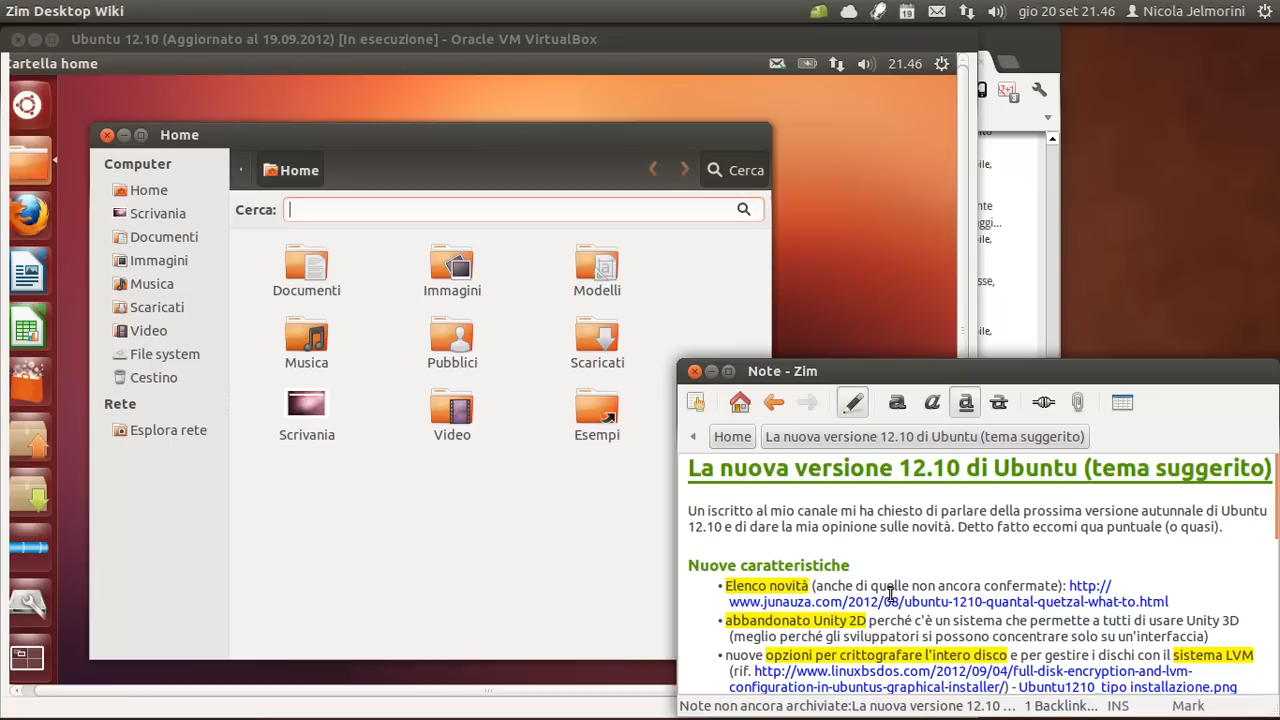 Zim Desktop Wiki
19
gio 20 set 21.46
Nicola Jelmorini
Ubuntu 12.10 (Aggiornato al 19.09.2012) [In esecuzione] - Oracle VM VirtualBox
artella home
21.46
Home
Computer
Home
Scrivania
Documenti
Immagini
Musica
Scaricati
Video
File system
Cestino
Rete
Esplora rete
Home
Cerca
Cerca:
Documenti
Immagini
Modelli
Musica
Pubblici
Scaricati
Scrivania
Video
Esempi
Note - Zim
Home
La nuova versione 12.10 di Ubuntu (tema suggerito)
La nuova versione 12.10 di Ubuntu (tema suggerito)
Un iscritto al mio canale mi ha chiesto di parlare della prossima versione autunnale di Ubuntu
12.10 e di dare la mia opinione sulle novità. Detto fatto eccomi qua puntuale (o quasi).
Nuove caratteristiche
• Elenco novità (anche di quelle non ancora confermate): http://
www.junauza.com/2012/08/ubuntu-1210-quantal-quetzal-what-to.html
• abbandonato Unity 2D perché c'è un sistema che permette a tutti di usare Unity 3D
(meglio perché gli sviluppatori si possono concentrare solo su un'interfaccia)
• nuove opzioni per crittografare l'intero disco e per gestire i dischi con il sistema LVM
(rif. http://www.linuxbsdos.com/2012/09/04/full-disk-encryption-and-lvm-
configuration-in-ubuntus-graphical-installer/) - Ubuntu1210_tipo installazione.png
Note non ancora archiviate:La nuova versione 12.10 ...
1 Backlink...
INS
Mark